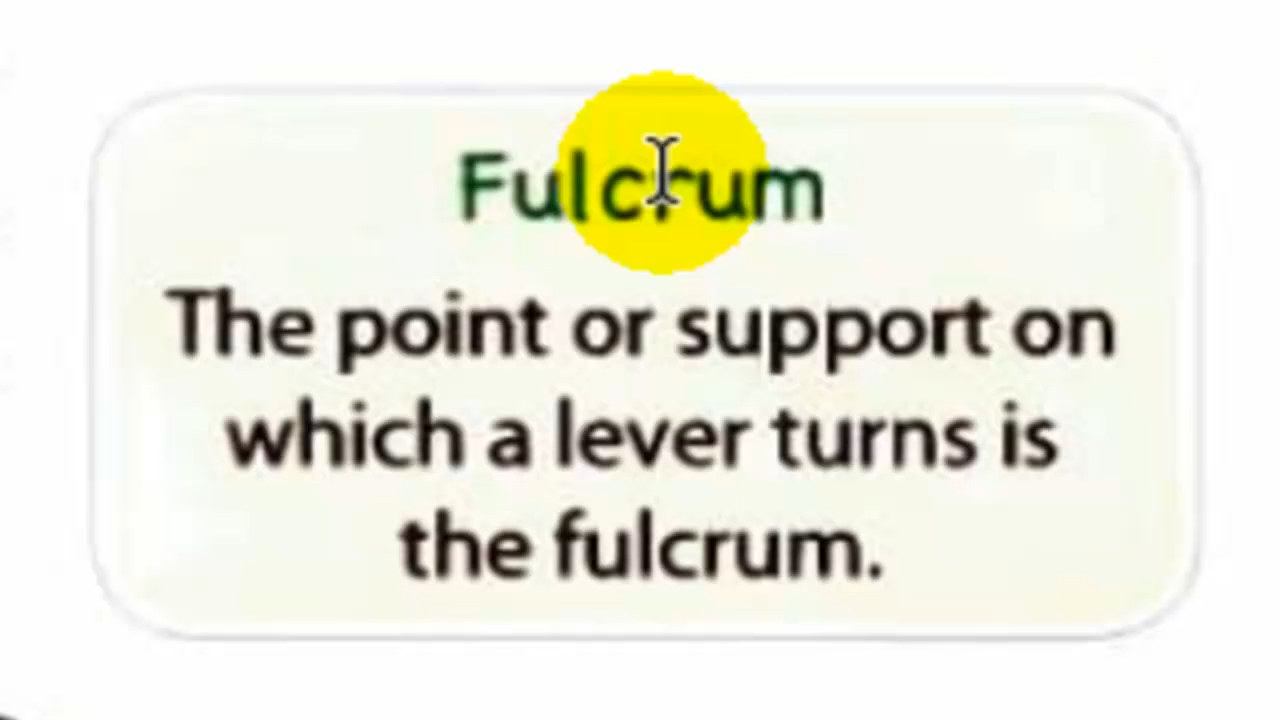 Fulcrum
The point or support on
which a lever turns is
the fulcrum.